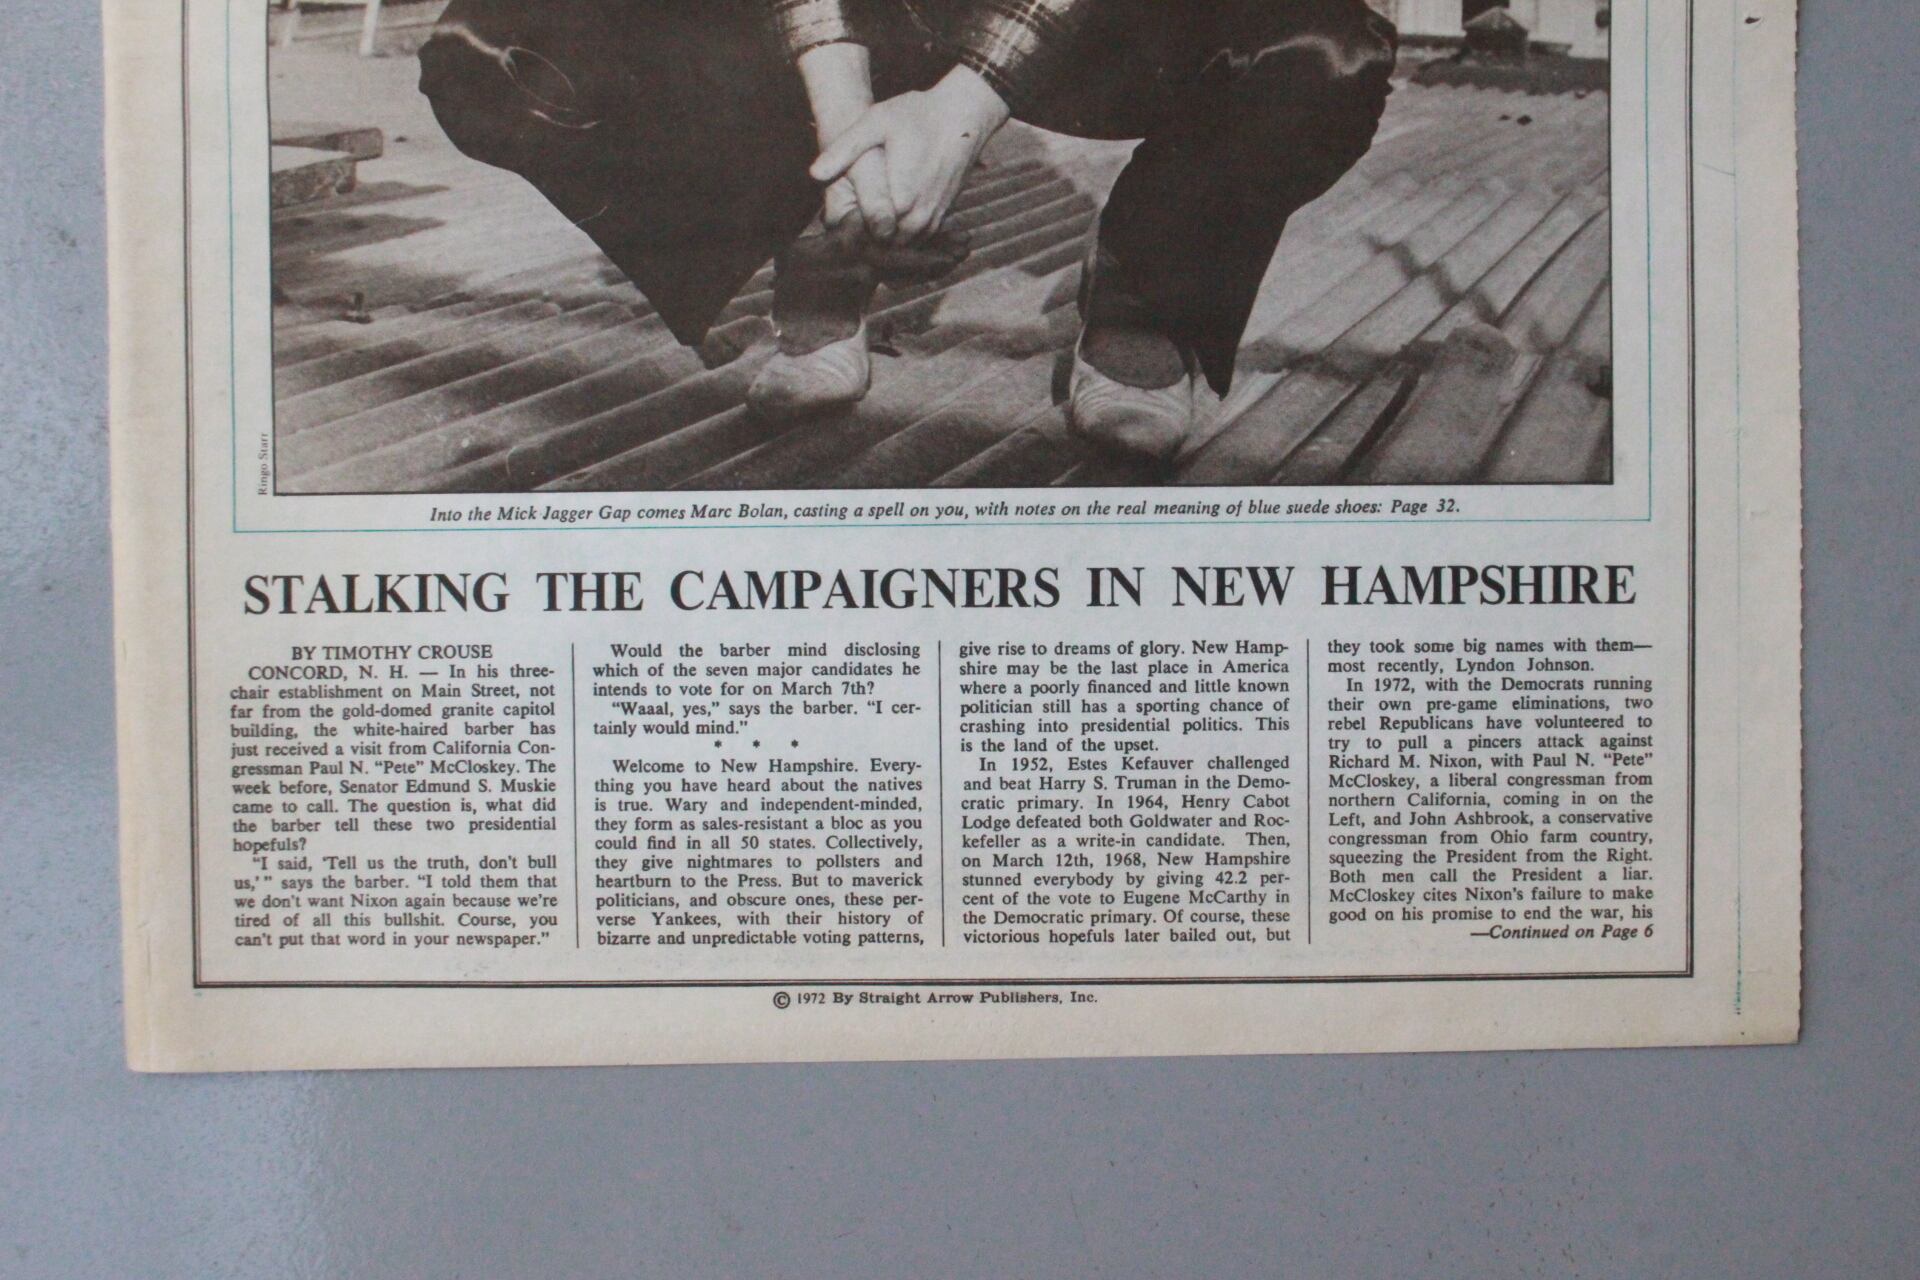 Ringo Starr
Into the Mick Jagger Gap comes Marc Bolan, casting a spell on you, with notes on the real meaning of blue suede shoes: Page 32.
STALKING THE CAMPAIGNERS IN NEW HAMPSHIRE
BY TIMOTHY CROUSE
CONCORD, N. H. — In his three-
chair establishment on Main Street, not
far from the gold-domed granite capitol
building, the white-haired barber has
just received a visit from California Con-
gressman Paul N. “Pete” McCloskey. The
week before, Senator Edmund S. Muskie
came to call. The question is, what did
the barber tell these two presidential
hopefuls?
“I said, ‘Tell us the truth, don't bull
us,’ ” says the barber. “I told them that
we don't want Nixon again because we're
tired of all this bullshit. Course, you
can't put that word in your newspaper.”
Would the barber mind disclosing
which of the seven major candidates he
intends to vote for on March 7th?
“Waaal, yes,” says the barber. “I cer-
tainly would mind.”
* * *
Welcome to New Hampshire. Every-
thing you have heard about the natives
is true. Wary and independent-minded,
they form as sales-resistant a bloc as you
could find in all 50 states. Collectively,
they give nightmares to pollsters and
heartburn to the Press. But to maverick
politicians, and obscure ones, these per-
verse Yankees, with their history of
bizarre and unpredictable voting patterns,
give rise to dreams of glory. New Hamp-
shire may be the last place in America
where a poorly financed and little known
politician still has a sporting chance of
crashing into presidential politics. This
is the land of the upset.
In 1952, Estes Kefauver challenged
and beat Harry S. Truman in the Demo-
cratic primary. In 1964, Henry Cabot
Lodge defeated both Goldwater and Roc-
kefeller as a write-in candidate. Then,
on March 12th, 1968, New Hampshire
stunned everybody by giving 42.2 per-
cent of the vote to Eugene McCarthy in
the Democratic primary. Of course, these
victorious hopefuls later bailed out, but
they took some big names with them—
most recently, Lyndon Johnson.
In 1972, with the Democrats running
their own pre-game eliminations, two
rebel Republicans have volunteered to
try to pull a pincers attack against
Richard M. Nixon, with Paul N. “Pete”
McCloskey, a liberal congressman from
northern California, coming in on the
Left, and John Ashbrook, a conservative
congressman from Ohio farm country,
squeezing the President from the Right.
Both men call the President a liar.
McCloskey cites Nixon's failure to make
good on his promise to end the war, his
—Continued on Page 6
© 1972 By Straight Arrow Publishers, Inc.